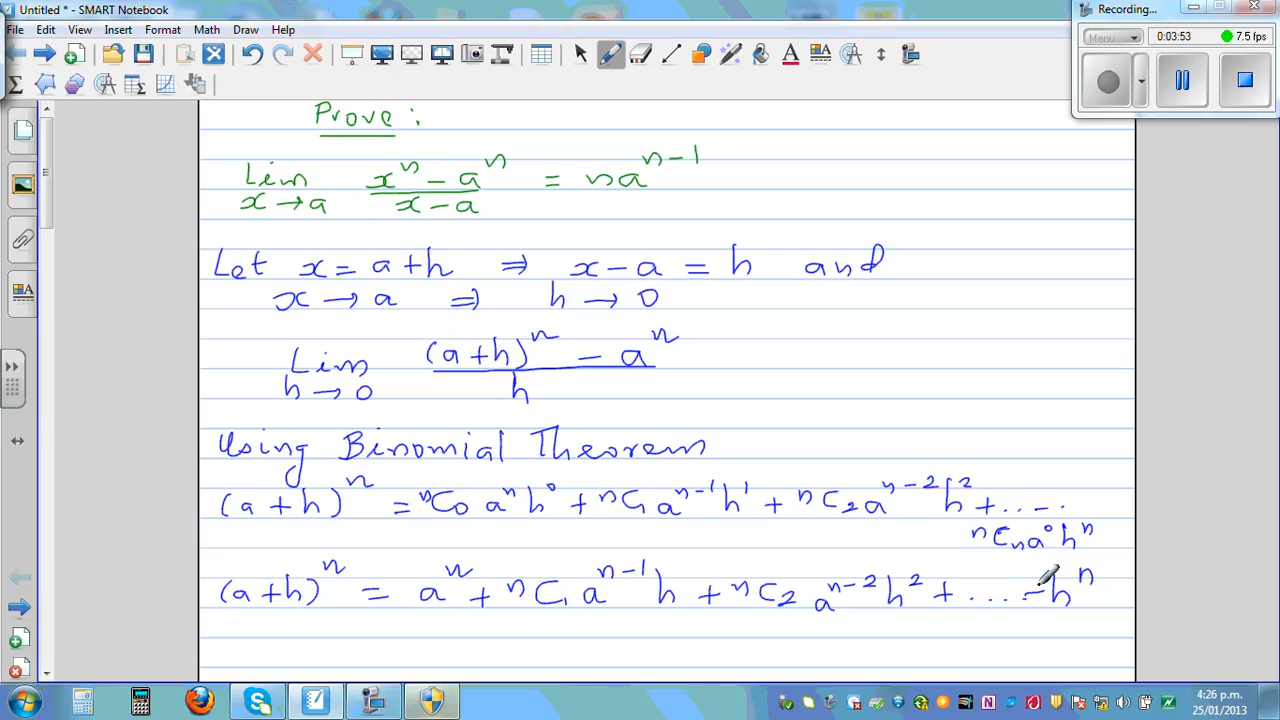 Untitled * - SMART Notebook
Recording...
File Edit View Insert Format Math Draw Help
Menu
0:03:53
7.5 fps
Prove :
Lim x→a (xⁿ − aⁿ)/(x − a) = naⁿ⁻¹
Let x = a+h ⇒ x − a = h and
x → a ⇒ h → 0
Lim h→0 ((a+h)ⁿ − aⁿ)/h
Using Binomial Theorem
(a+h)ⁿ = ⁿC₀ aⁿ h⁰ + ⁿC₁ aⁿ⁻¹ h¹ + ⁿC₂ aⁿ⁻² h² + .....
ⁿCₙ a⁰ hⁿ
(a+h)ⁿ = aⁿ + ⁿC₁ aⁿ⁻¹ h + ⁿC₂ aⁿ⁻² h² + .... hⁿ
4:26 p.m.
25/01/2013